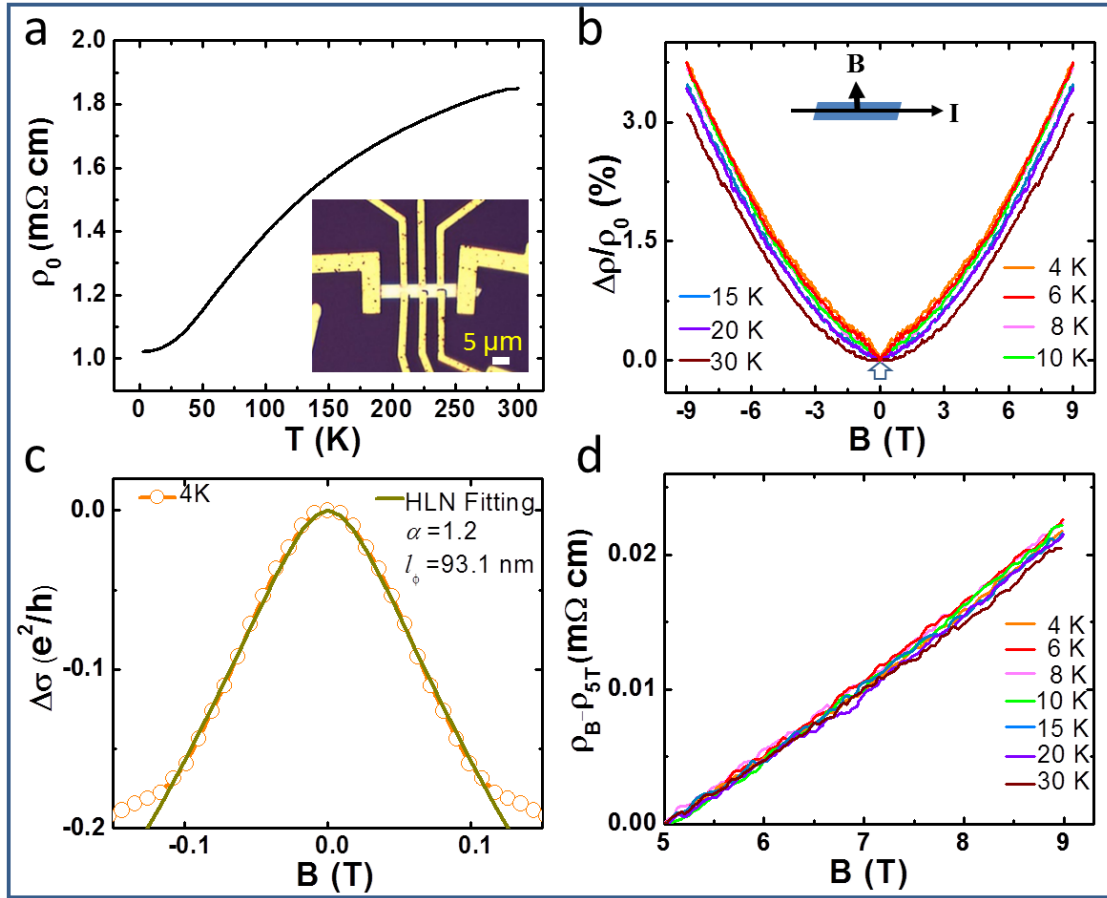 a
2.0
1.8
1.6
1.4
1.2
1.0
ρ₀ (mΩ cm)
0 50 100 150 200 250 300
T (K)
5 µm
b
3.0
1.5
0.0
Δρ/ρ₀ (%)
B
I
15 K
20 K
30 K
4 K
6 K
8 K
10 K
-9 -6 -3 0 3 6 9
B (T)
c
4K
HLN Fitting
α =1.2
l_ϕ =93.1 nm
0.0
-0.1
-0.2
Δσ (e²/h)
-0.1 0.0 0.1
B (T)
d
0.02
0.01
0.00
ρ_B-ρ_5T (mΩ cm)
4 K
6 K
8 K
10 K
15 K
20 K
30 K
5 6 7 8 9
B (T)